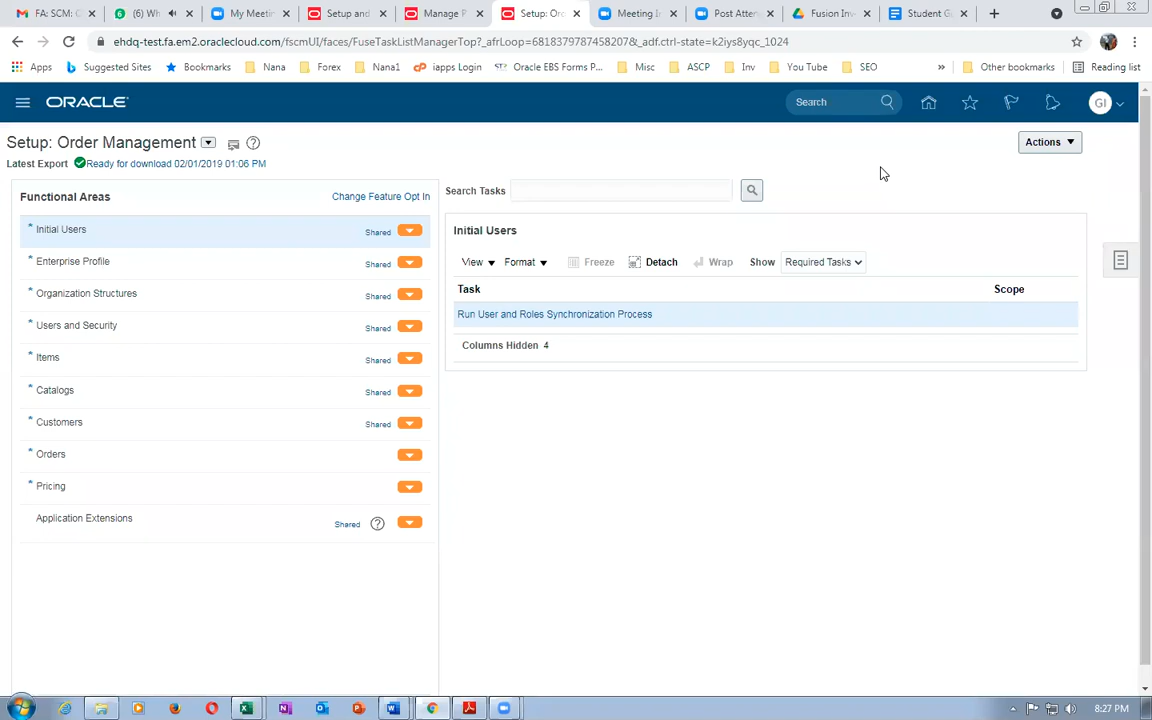 FA: SCM: C
(6) Wh
My Meeti
Setup and
Manage P
Setup: Ord
Meeting I
Post Atten
Fusion Inv
Student G
ehdq-test.fa.em2.oraclecloud.com/fscmUI/faces/FuseTaskListManagerTop?_afrLoop=6818379787458207&_adf.ctrl-state=k2iys8yqc_1024
Apps
Suggested Sites
Bookmarks
Nana
Forex
Nana1
iapps Login
Oracle EBS Forms P...
Misc
ASCP
Inv
You Tube
SEO
»
Other bookmarks
Reading list
ORACLE
Search
GI
Setup: Order Management
Actions
Latest Export Ready for download 02/01/2019 01:06 PM
Functional Areas
Change Feature Opt In
* Initial Users Shared
* Enterprise Profile Shared
* Organization Structures Shared
* Users and Security Shared
* Items Shared
* Catalogs Shared
* Customers Shared
* Orders
* Pricing
Application Extensions Shared
Search Tasks
Initial Users
View Format Freeze Detach Wrap Show Required Tasks
Task Scope
Run User and Roles Synchronization Process
Columns Hidden 4
8:27 PM